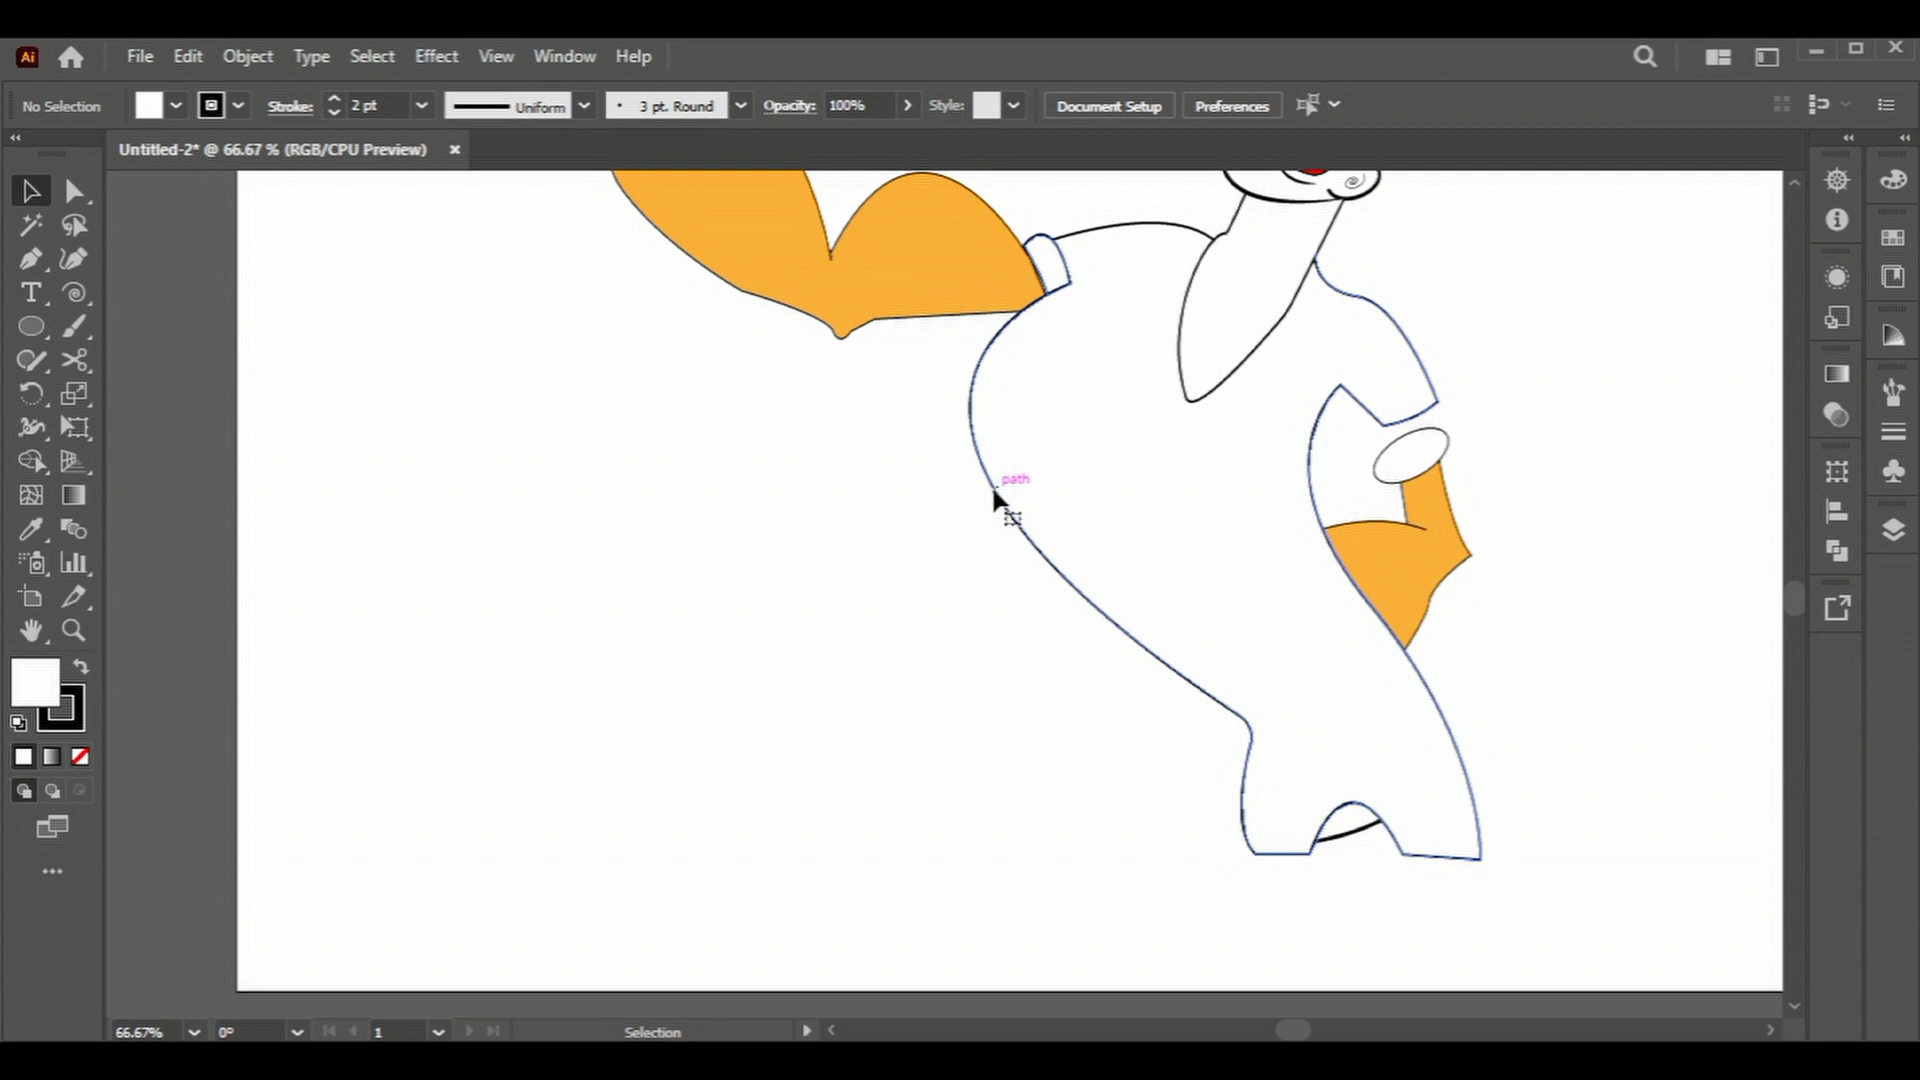 Ai File Edit Object Type Select Effect View Window Help
No Selection Stroke: 2 pt Uniform 3 pt. Round Opacity: 100% Style: Document Setup Preferences
Untitled-2* @ 66.67 % (RGB/CPU Preview) ×
path
66.67% 0° 1 Selection